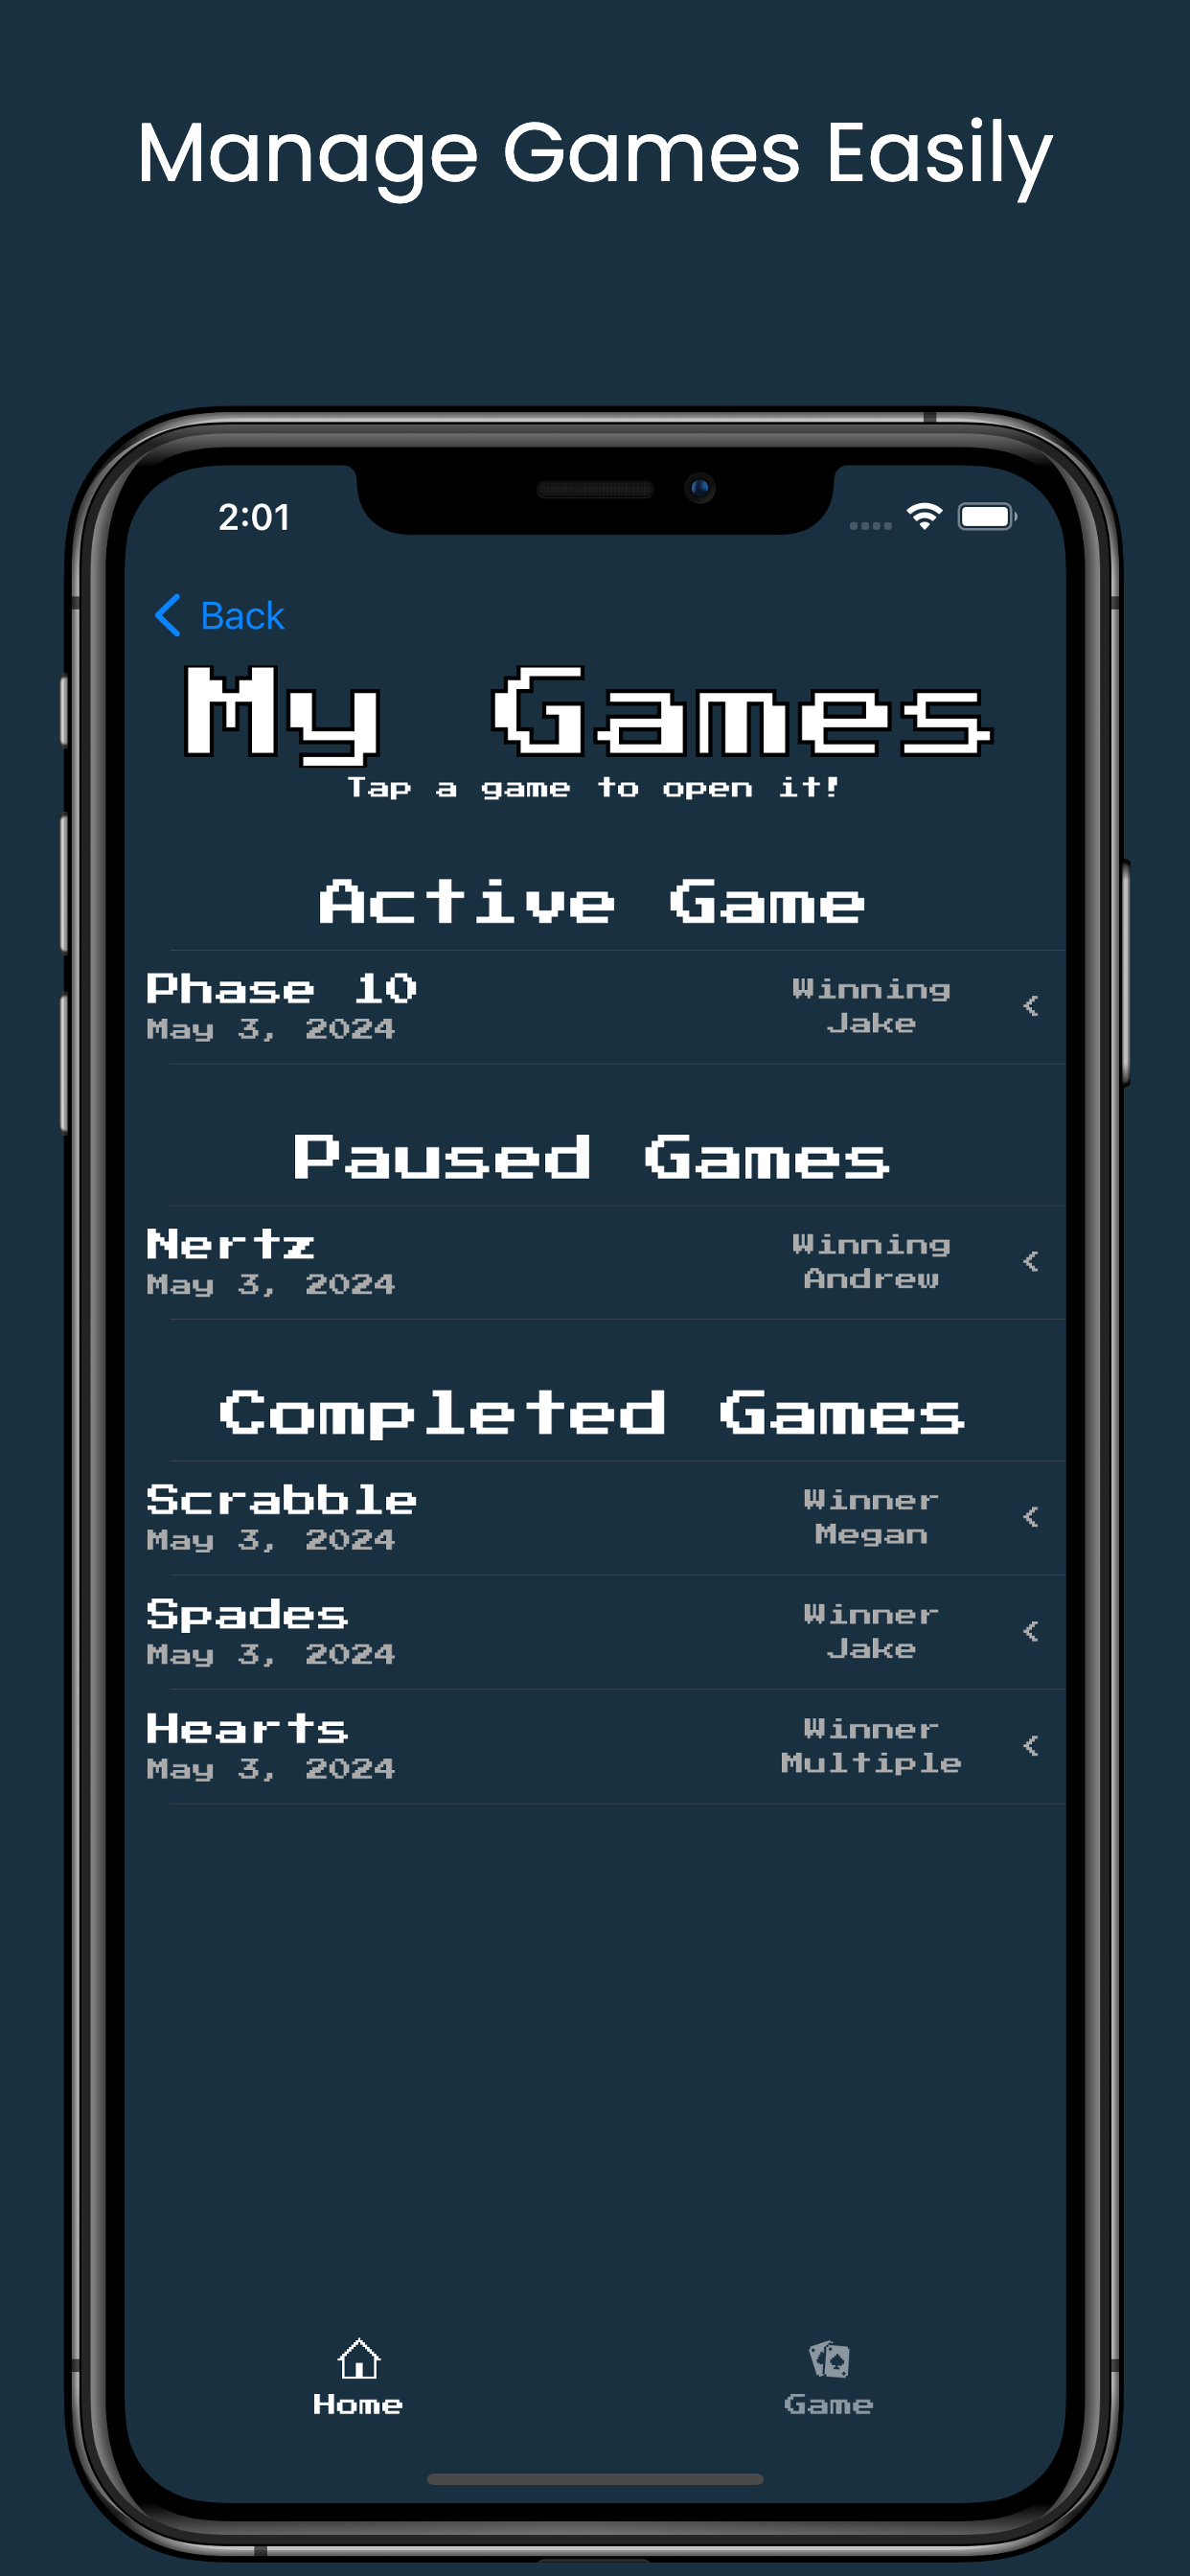 Manage Games Easily
2:01
Back
My Games
Tap a game to open it!
Active Game
Phase 10
May 3, 2024
Winning
Jake
Paused Games
Nertz
May 3, 2024
Winning
Andrew
Completed Games
Scrabble
May 3, 2024
Winner
Megan
Spades
May 3, 2024
Winner
Jake
Hearts
May 3, 2024
Winner
Multiple
Home
Game